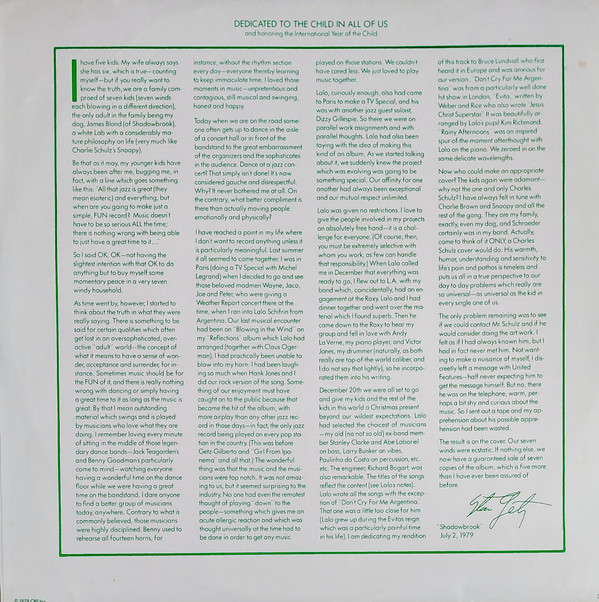 DEDICATED TO THE CHILD IN ALL OF US
and honoring the International Year of the Child.
I have five kids. My wife always says
she has six, which is true—counting
myself—but if you really want to
know the truth, we are a family com-
prised of seven kids (seven winds
each blowing in a different direction),
the only adult in the family being my
dog, James Blond (of Shadowbrook),
a white Lab with a considerably ma-
ture philosophy on life (very much like
Charlie Schulz's Snoopy).
Be that as it may, my younger kids have
always been after me, bugging me, in
fact, with a line which goes something
like this: "All that jazz is great (they
mean esoteric) and everything, but
when are you going to make just a
simple, FUN record? Music doesn't
have to be so serious ALL the time;
there is nothing wrong with being able
to just have a great time to it....
So I said OK, OK—not having the
slightest intention with that OK to do
anything but to buy myself some
momentary peace in a very seven
windy household.
As time went by, however, I started to
think about the truth in what they were
really saying. There is something to be
said for certain qualities which often
get lost in an oversophisticated, over-
active "adult" world—the concept of
what it means to have a sense of won-
der, acceptance and surrender, for in-
stance. Sometimes music should be for
the FUN of it, and there is really nothing
wrong with dancing or simply having
a great time to it as long as the music is
great. By that I mean outstanding
material which swings and is played
by musicians who love what they are
doing. I remember loving every minute
of sitting in the middle of those legen-
dary dance bands—Jack Teagarden's
and Benny Goodman's particularly
come to mind—watching everyone
having a wonderful time on the dance
floor while we were having a great
time on the bandstand. I dare anyone
to find a better group of musicians
today, anywhere. Contrary to what is
commonly believed, those musicians
were highly disciplined. Benny used to
rehearse all fourteen horns, for
instance, without the rhythm section
every day—everyone thereby learning
to keep immaculate time. I loved those
moments in music—unpretentious and
contagious, still musical and swinging,
honest and happy.
Today when we are on the road some-
one often gets up to dance in the aisle
of a concert hall or in front of the
bandstand to the great embarrassment
of the organizers and the sophisticates
in the audience. Dance at a jazz con-
cert? That simply isn't done! It's now
considered gauche and disrespectful.
Why? It never bothered me at all. On
the contrary, what better compliment is
there than actually moving people
emotionally and physically?
I have reached a point in my life where
I don't want to record anything unless it
is particularly meaningful. Last summer
it all seemed to come together. I was in
Paris (doing a TV Special with Michel
Legrand) when I decided to go and see
those beloved madmen Wayne, Jaco,
Joe and Peter, who were giving a
Weather Report concert there at the
time, when I ran into Lalo Schifrin from
Argentina. Our last musical encounter
had been on "Blowing in the Wind" on
my "Reflections" album which Lalo had
arranged (together with Claus Oger-
man). I had practically been unable to
blow into my horn: I had been laugh-
ing so much when Hank Jones and I
did our rock version of the song. Some-
thing of our enjoyment must have
caught on to the public because that
became the hit of the album, with
more airplay than any other jazz rec-
ord in those days—in fact, the only jazz
record being played on every pop sta-
tion in the country (This was before
Getz-Gilberto and "Girl From Ipa-
nema" and all that.) The wonderful
thing was that the music and the musi-
cians were top notch. It was not amaz-
ing to us, but it seemed surprising to the
industry. No one had even the remotest
thought of playing "down" to the
people—something which gives me an
acute allergic reaction and which was
thought universally at the time had to
be done in order to get any music
played on those stations. We couldn't
have cared less. We just loved to play
music together.
Lalo, curiously enough, also had come
to Paris to make a TV Special, and his
was with another jazz guest soloist,
Dizzy Gillespie. So there we were on
parallel work assignments and with
parallel thoughts. Lalo had also been
toying with the idea of making this
kind of an album. As we started talking
about it, we suddenly knew the project
which was evolving was going to be
something special. Our affinity for one
another had always been exceptional
and our mutual respect unlimited.
Lalo was given no restrictions. I love to
give the people involved in my projects
an absolutely free hand—it is a chal-
lenge for everyone. (Of course, then,
you must be extremely selective with
whom you work, as few can handle
that responsibility.) When Lalo called
me in December that everything was
ready to go, I flew out to L.A. with my
band which, coincidentally, had an en-
gagement at the Roxy. Lalo and I had
dinner together and went over the ma-
terial which I found superb. Then he
came down to the Roxy to hear my
group and fell in love with Andy
La Verne, my piano player, and Victor
Jones, my drummer (naturally, as both
really are top of the world caliber, and
I do not say that lightly), so he incorpo-
rated them into his writing.
December 20th we were all set to go
and give my kids and the rest of the
kids in this world a Christmas present
beyond our wildest expectations. Lalo
had selected the choicest of musicians
—my old (no not so old) ex-band mem-
ber Stanley Clarke and Abe Laboriel
on bass, Larry Bunker on vibes,
Paulinho da Costa on percussion, etc.,
etc. The engineer, Richard Bogart, was
also remarkable. The titles of the songs
reflect the content (see Lalo's notes).
Lalo wrote all the songs with the excep-
tion of "Don't Cry For Me Argentina."
That one was a little too close for him
(Lalo grew up during the Evitas reign
which was a particularly painful time
in his life). I am dedicating my rendition
of this track to Bruce Lundvall who first
heard it in Europe and was anxious for
our version. "Don't Cry For Me Argen-
tina" was from a particularly well done
hit show in London, "Evita," written by
Weber and Rice who also wrote "Jesus
Christ Superstar." It was beautifully ar-
ranged by Lalo's pupil Kim Richmond.
"Rainy Afternoons" was an inspired
spur-of-the-moment afterthought with
Lalo on the piano. We zeroed in on the
same delicate wavelengths.
Now who could make an appropriate
cover? The kids again were adamant—
why not the one and only Charles
Schulz? I have always felt in tune with
Charlie Brown and Snoopy and all the
rest of the gang. They are my family,
exactly, even my dog, and Schroeder
certainly was in my band. Actually,
come to think of it ONLY, a Charles
Schulz cover would do. His warmth,
humor, understanding and sensitivity to
life's pain and pathos is timeless and
puts us all in a true perspective to our
day to day problems which really are
so universal—as universal as the kid in
every single one of us.
The only problem remaining was to see
if we could contact Mr. Schulz and if he
would consider doing the art work. I
felt as if I had always known him, but I
had in fact never met him. Not want-
ing to make a nuisance of myself, I dis-
creetly left a message with United
Features—half never expecting him to
get the message himself. But no, there
he was on the telephone, warm, per-
haps a bit shy and curious about the
music. So I sent out a tape and my ap-
prehension about his possible appre-
hension had been wasted.
The result is on the cover. Our seven
winds were ecstatic. If nothing else, we
now have a guaranteed sale of seven
copies of the album, which is five more
than I have ever been assured of
before.
Stan Getz
"Shadowbrook"
July 2, 1979
℗ 1979 CBS Inc.